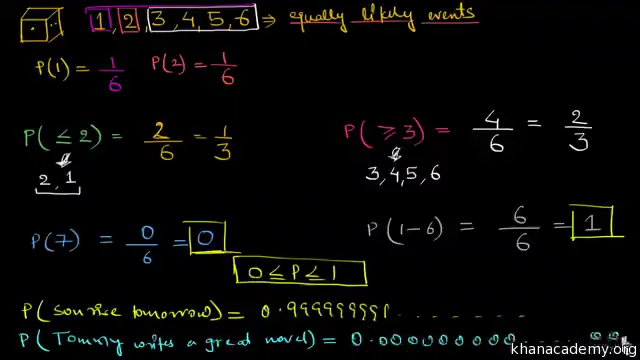 1, 2, 3, 4, 5, 6 ⇒ equally likely events
P(1) = 1/6 P(2) = 1/6
P(≤2) = 2/6 = 1/3 P(≥3) = 4/6 = 2/3
2, 1 3, 4, 5, 6
P(7) = 0/6 = 0 P(1-6) = 6/6 = 1
0 ≤ P ≤ 1
P(Sunrise tomorrow) = 0.999999991........
P(Tommy writes a great novel) = 0.000000000.....00
khanacademy.org